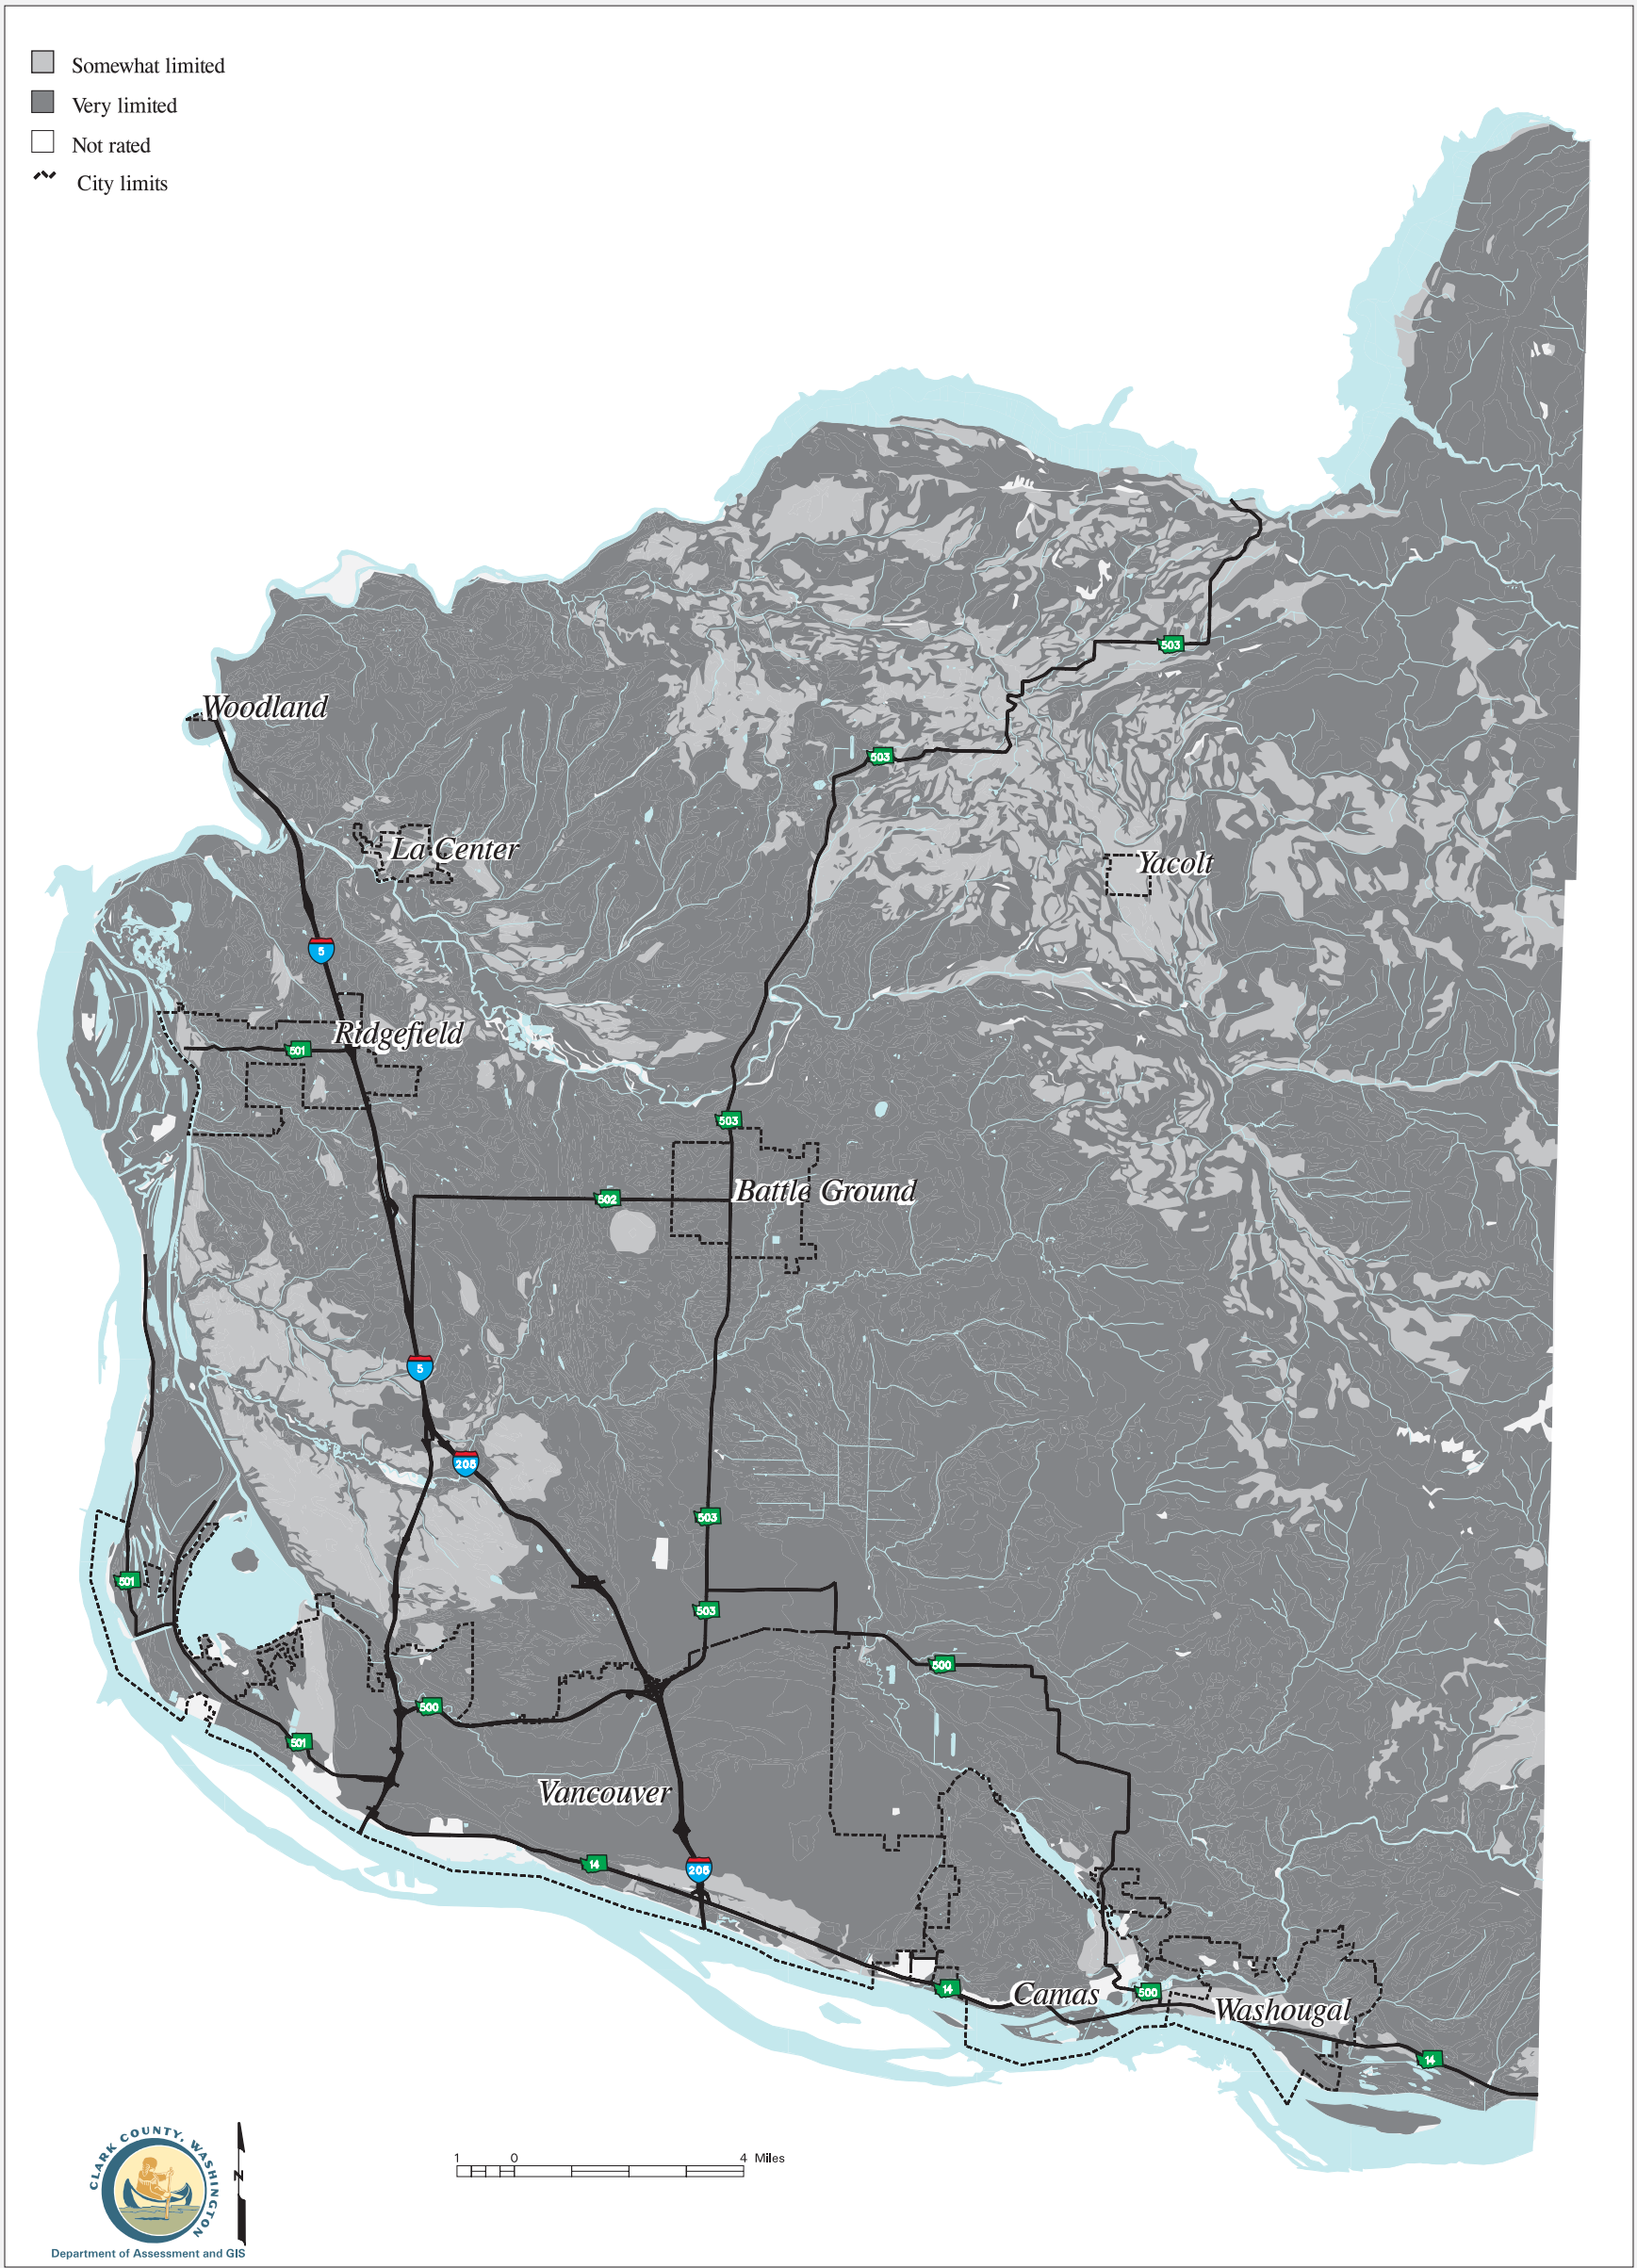 Somewhat limited
Very limited
Not rated
City limits
503
Woodland
503
La Center
Yacolt
5
Ridgefield
501
503
502
Battle Ground
5
205
503
501
503
500
500
501
Vancouver
14
205
14
Camas
500
Washougal
14
CLARK COUNTY, WASHINGTON
N
1 0 4 Miles
Department of Assessment and GIS